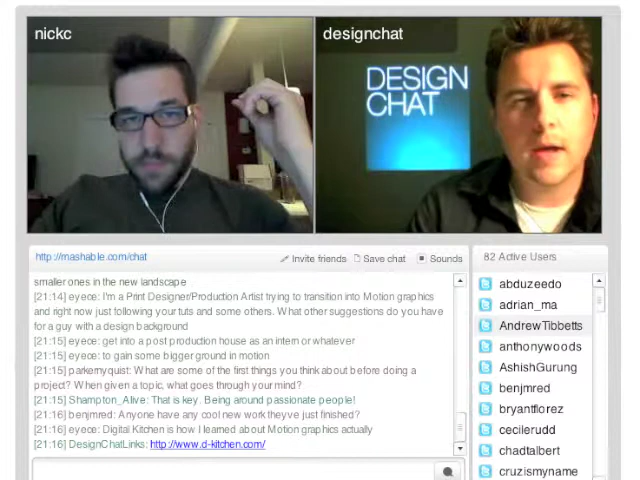 nickc
designchat
DESIGN
CHAT
http://mashable.com/chat
Invite friends
Save chat
Sounds
82 Active Users
smaller ones in the new landscape
[21:14] eyece: I'm a Print Designer/Production Artist trying to transition into Motion graphics
and right now just following your tuts and some others. What other suggestions do you have
for a guy with a design background
[21:15] eyece: get into a post production house as an intern or whatever
[21:15] eyece: to gain some bigger ground in motion
[21:15] parkernyquist: What are some of the first things you think about before doing a
project? When given a topic, what goes through your mind?
[21:15] Shampton_Alive: That is key. Being around passionate people!
[21:16] benjmred: Anyone have any cool new work theyve just finished?
[21:16] eyece: Digital Kitchen is how I learned about Motion graphics actually
[21:16] DesignChatLinks: http://www.d-kitchen.com/
abduzeedo
adrian_ma
AndrewTibbetts
anthonywoods
AshishGurung
benjmred
bryantflorez
cecilerudd
chadtalbert
cruzismyname